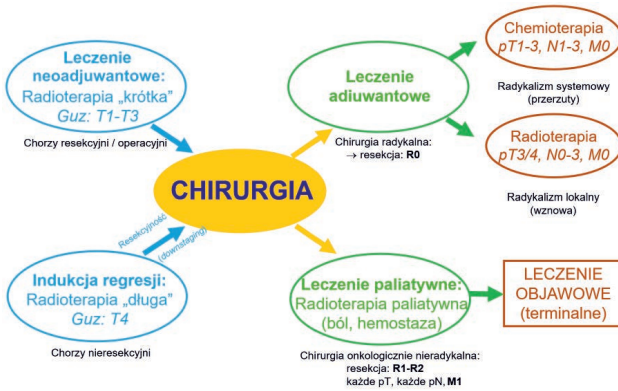 Leczenie
neoadjuwantowe:
Radioterapia „krótka”
Guz: T1-T3
Chorzy resekcyjni / operacyjni
Leczenie
adiuwantowe
Chirurgia radykalna:
→ resekcja: R0
Chemioterapia
pT1-3, N1-3, M0
Radykalizm systemowy
(przerzuty)
Radioterapia
pT3/4, N0-3, M0
Radykalizm lokalny
(wznowa)
CHIRURGIA
Resekcyjność
(downstaging)
Indukcja regresji:
Radioterapia „długa”
Guz: T4
Chorzy nieresekcyjni
Leczenie paliatywne:
Radioterapia paliatywna
(ból, hemostaza)
Chirurgia onkologicznie nieradykalna:
resekcja: R1-R2
każde pT, każde pN, M1
LECZENIE
OBJAWOWE
(terminalne)